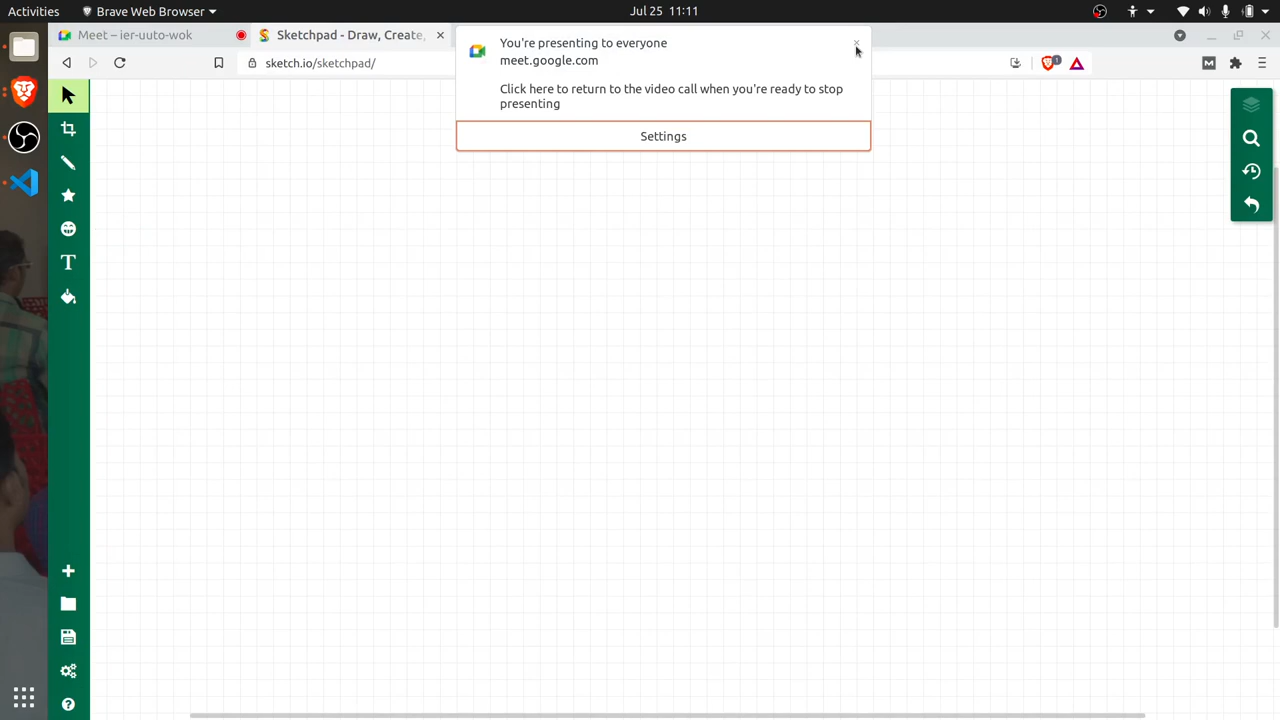 Activities
Brave Web Browser
Jul 25 11:11
Meet – ier-uuto-wok
Sketchpad - Draw, Create,
sketch.io/sketchpad/
1
M
You're presenting to everyone
meet.google.com
Click here to return to the video call when you're ready to stop
presenting
Settings
T